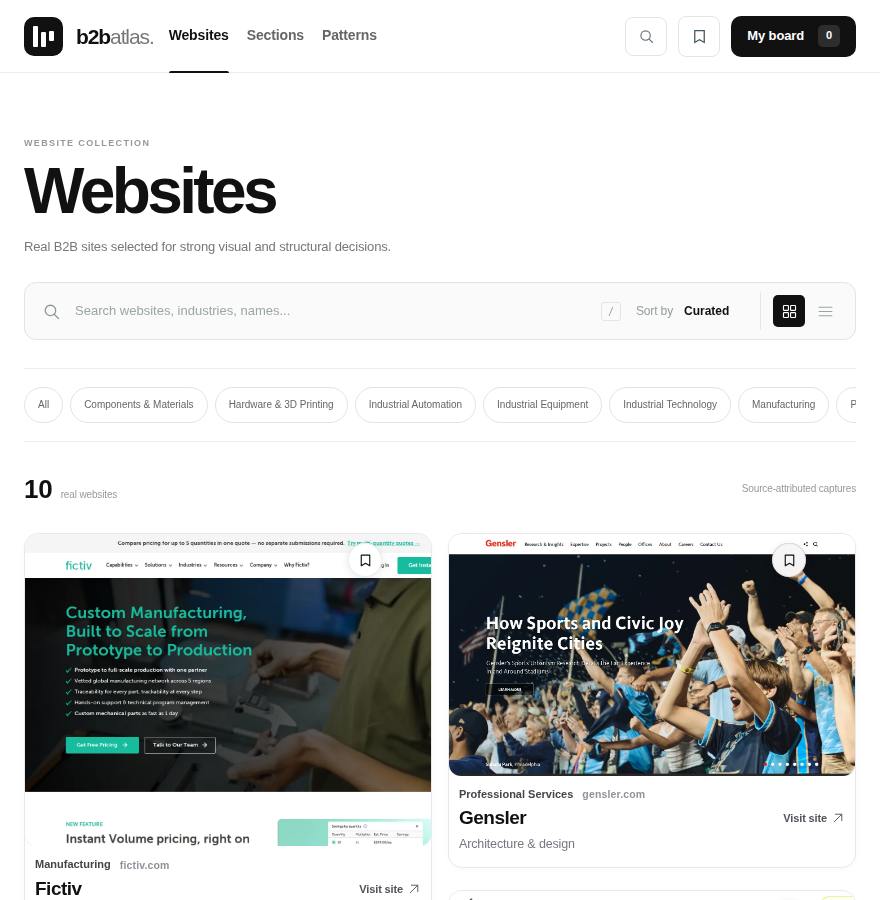 b2batlas.
Websites
Sections
Patterns
My board
0
WEBSITE COLLECTION
Websites
Real B2B sites selected for strong visual and structural decisions.
Search websites, industries, names...
/
Sort by Curated
All
Components & Materials
Hardware & 3D Printing
Industrial Automation
Industrial Equipment
Industrial Technology
Manufacturing
P
10 real websites
Source-attributed captures
Compare pricing for up to 5 quantities in one quote — no separate submissions required.
fictiv
Capabilities
Solutions
Industries
Resources
Company
Why Fictiv?
Get Insta
Custom Manufacturing,
Built to Scale from
Prototype to Production
Prototype to full-scale production with one partner
Vetted global manufacturing network across 5 regions
Traceability for every part, trackability at every step
Hands-on support & technical program management
Custom mechanical parts as fast as 1 day
Get Free Pricing
Talk to Our Team
NEW FEATURE
Instant Volume pricing, right on
Manufacturing fictiv.com
Fictiv
Visit site
Gensler
Research & Insights
Expertise
Projects
People
Offices
About
Careers
Contact Us
How Sports and Civic Joy
Reignite Cities
LEARN MORE
Professional Services gensler.com
Gensler
Visit site
Architecture & design